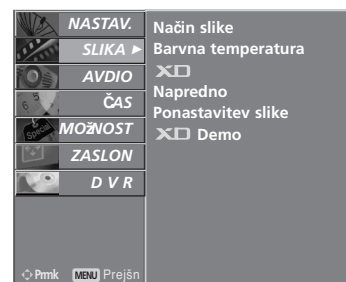 NASTAV.
SLIKA ►
AVDIO
ČAS
MOŽNOST
ZASLON
D V R
Način slike
Barvna temperatura
XD
Napredno
Ponastavitev slike
XD Demo
Prmk MENU Prejšn